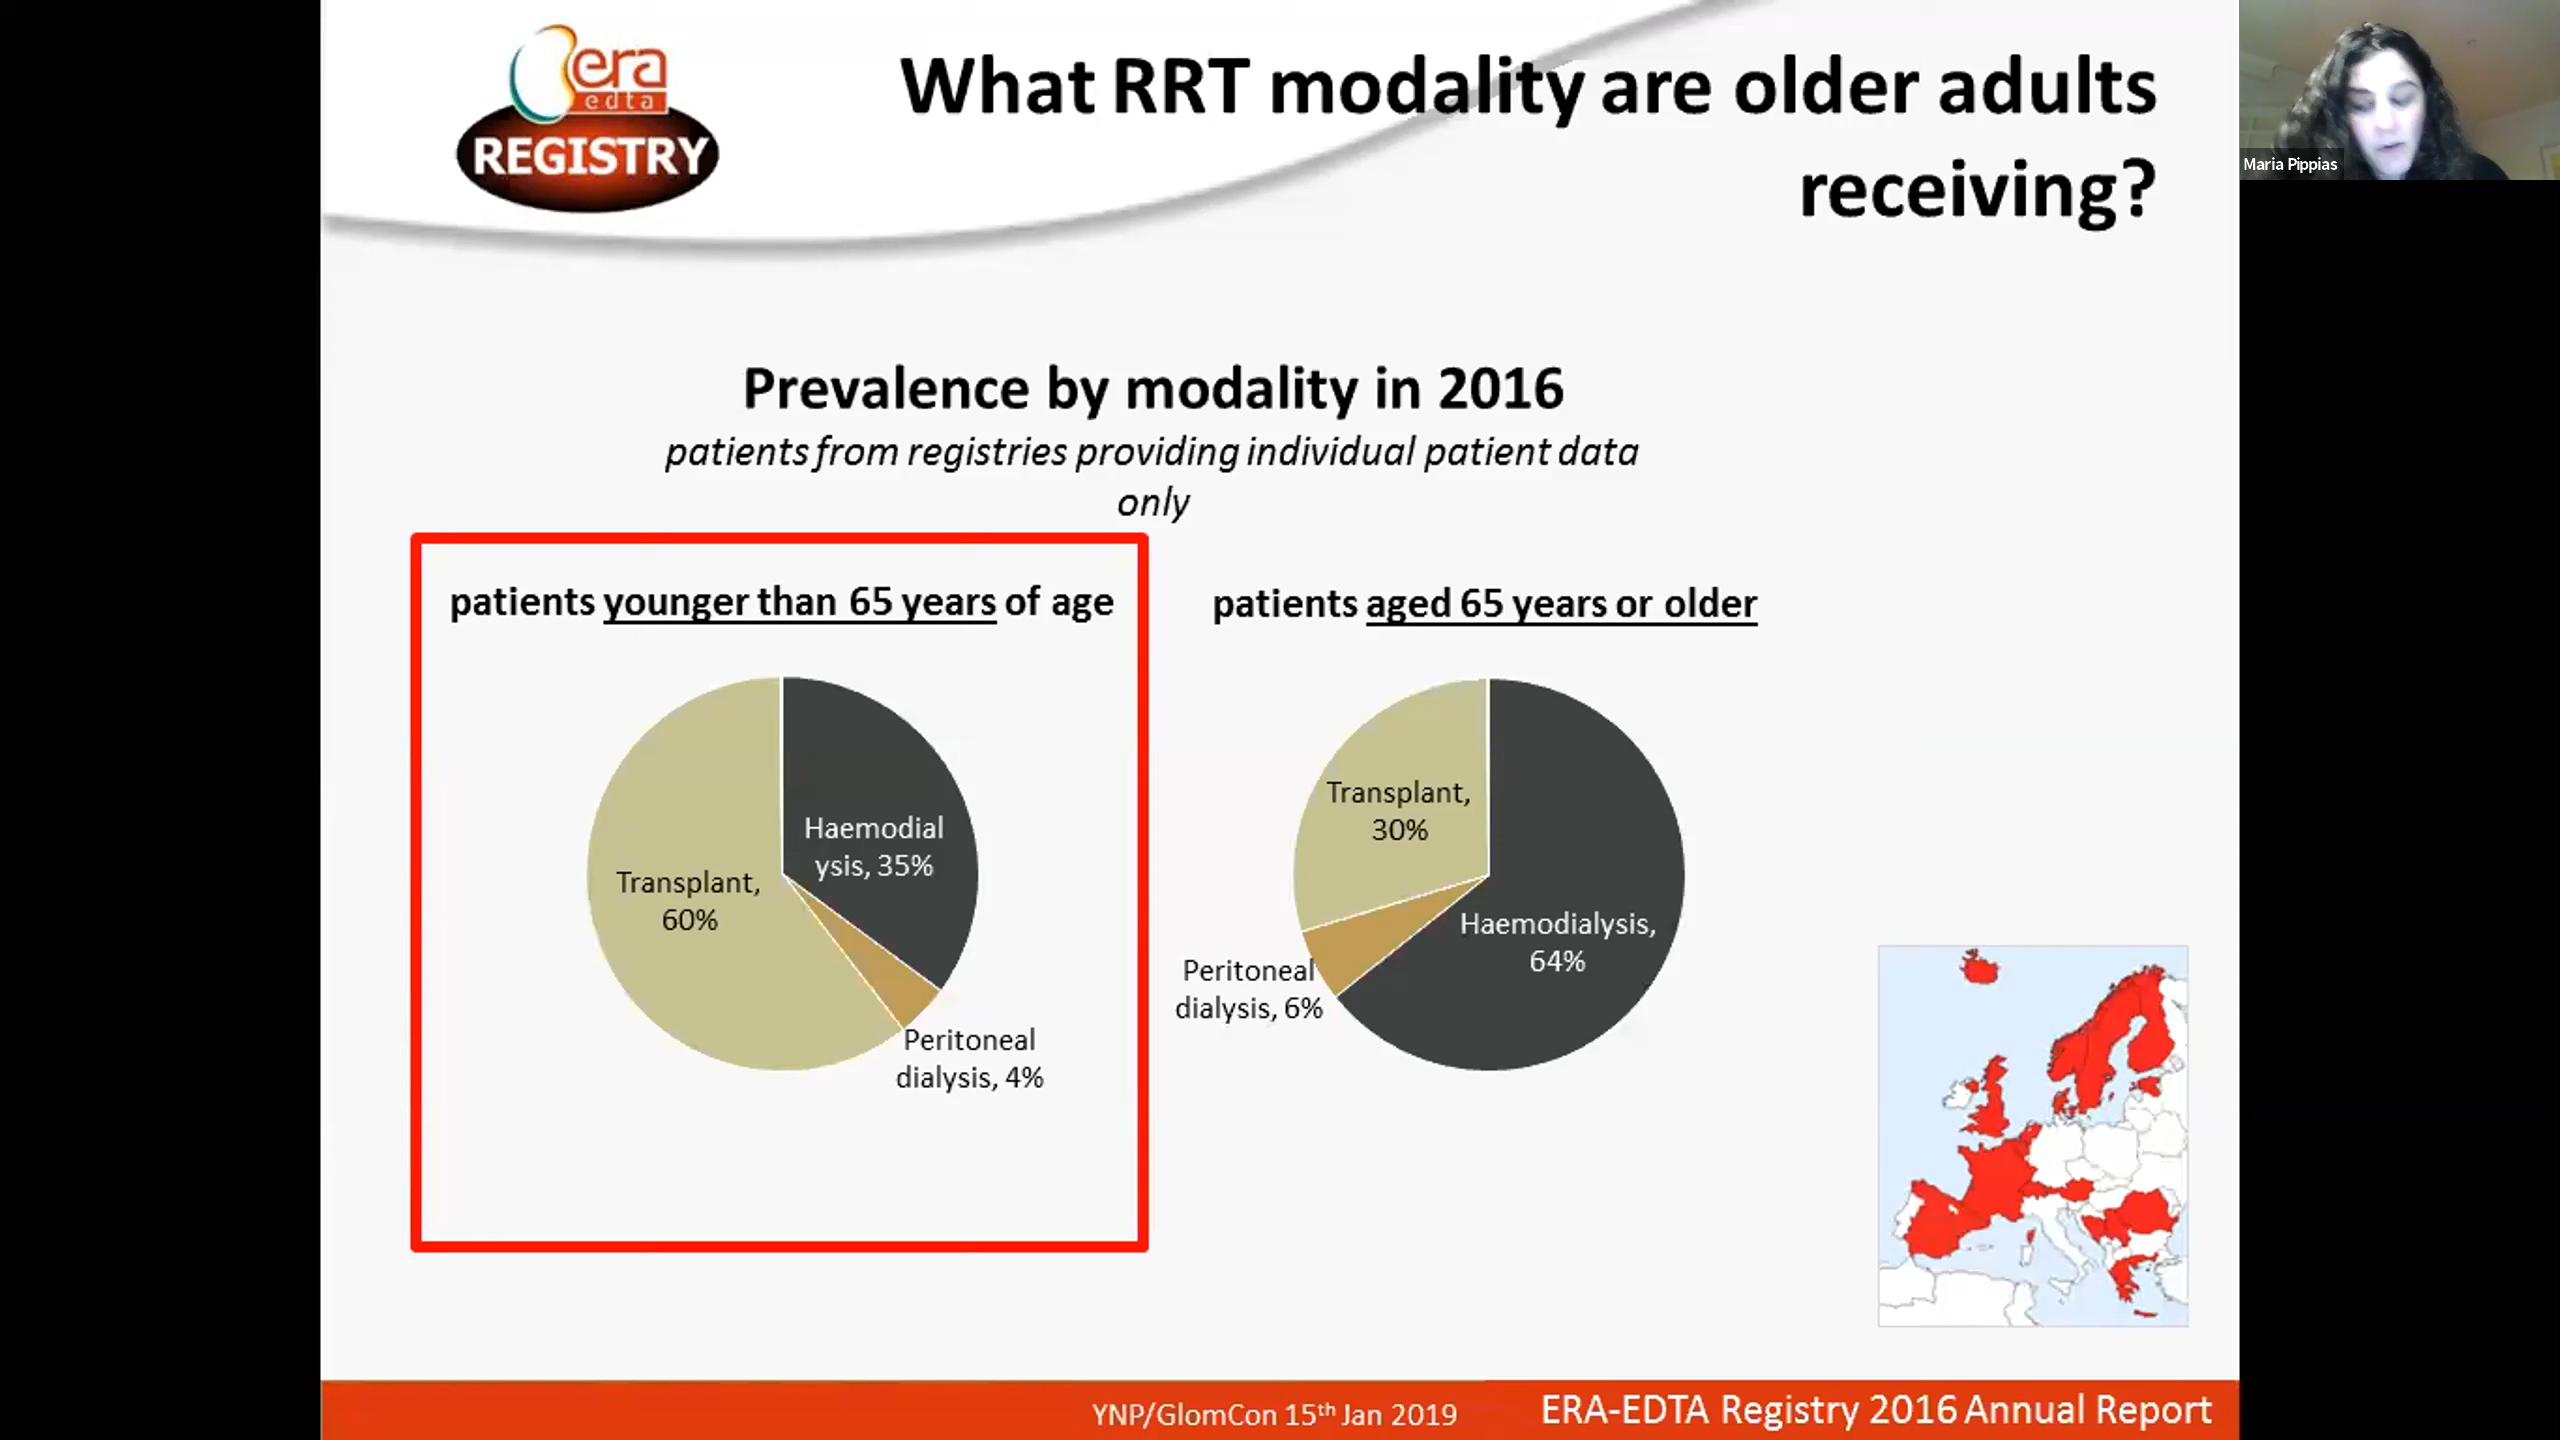 era
edta
REGISTRY
What RRT modality are older adults
receiving?
Maria Pippias
Prevalence by modality in 2016
patients from registries providing individual patient data
only
patients younger than 65 years of age
Transplant,
60%
Haemodial
ysis, 35%
Peritoneal
dialysis, 4%
patients aged 65 years or older
Transplant,
30%
Haemodialysis,
64%
Peritoneal
dialysis, 6%
YNP/GlomCon 15th Jan 2019
ERA-EDTA Registry 2016 Annual Report